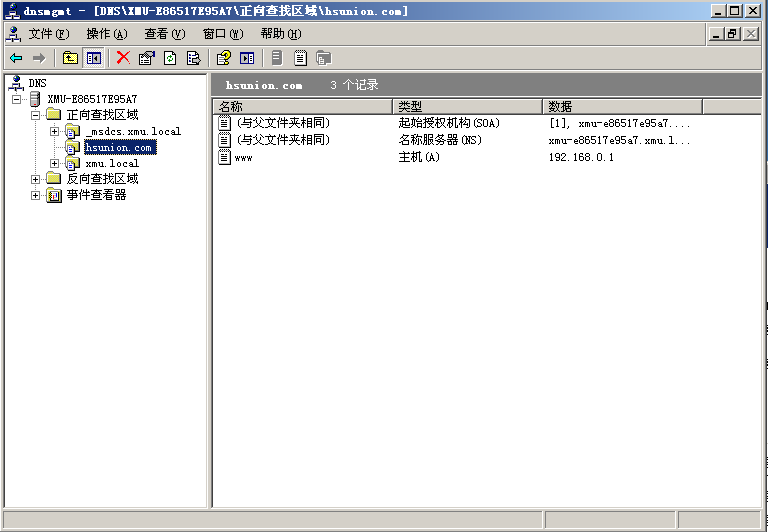 dnsmgmt - [DNS\XMU-E86517E95A7\正向查找区域\hsunion.com]
文件(F) 操作(A) 查看(V) 窗口(W) 帮助(H)
DNS
XMU-E86517E95A7
正向查找区域
_msdcs.xmu.local
hsunion.com
xmu.local
反向查找区域
事件查看器
hsunion.com 3 个记录
名称 类型 数据
(与父文件夹相同) 起始授权机构(SOA) [1], xmu-e86517e95a7....
(与父文件夹相同) 名称服务器(NS) xmu-e86517e95a7.xmu.l...
www 主机(A) 192.168.0.1